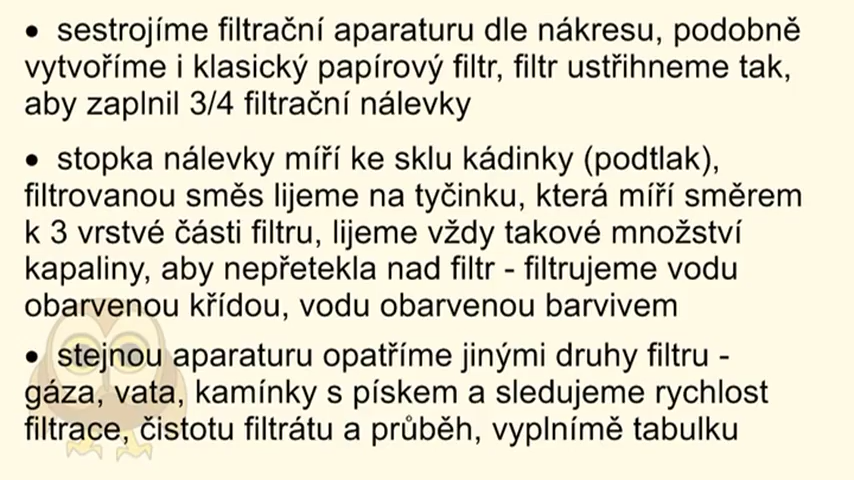 • sestrojíme filtrační aparaturu dle nákresu, podobně
vytvoříme i klasický papírový filtr, filtr ustřihneme tak,
aby zaplnil 3/4 filtrační nálevky
• stopka nálevky míří ke sklu kádinky (podtlak),
filtrovanou směs lijeme na tyčinku, která míří směrem
k 3 vrstvé části filtru, lijeme vždy takové množství
kapaliny, aby nepřetekla nad filtr - filtrujeme vodu
obarvenou křídou, vodu obarvenou barvivem
• stejnou aparaturu opatříme jinými druhy filtru -
gáza, vata, kamínky s pískem a sledujeme rychlost
filtrace, čistotu filtrátu a průběh, vyplnímě tabulku